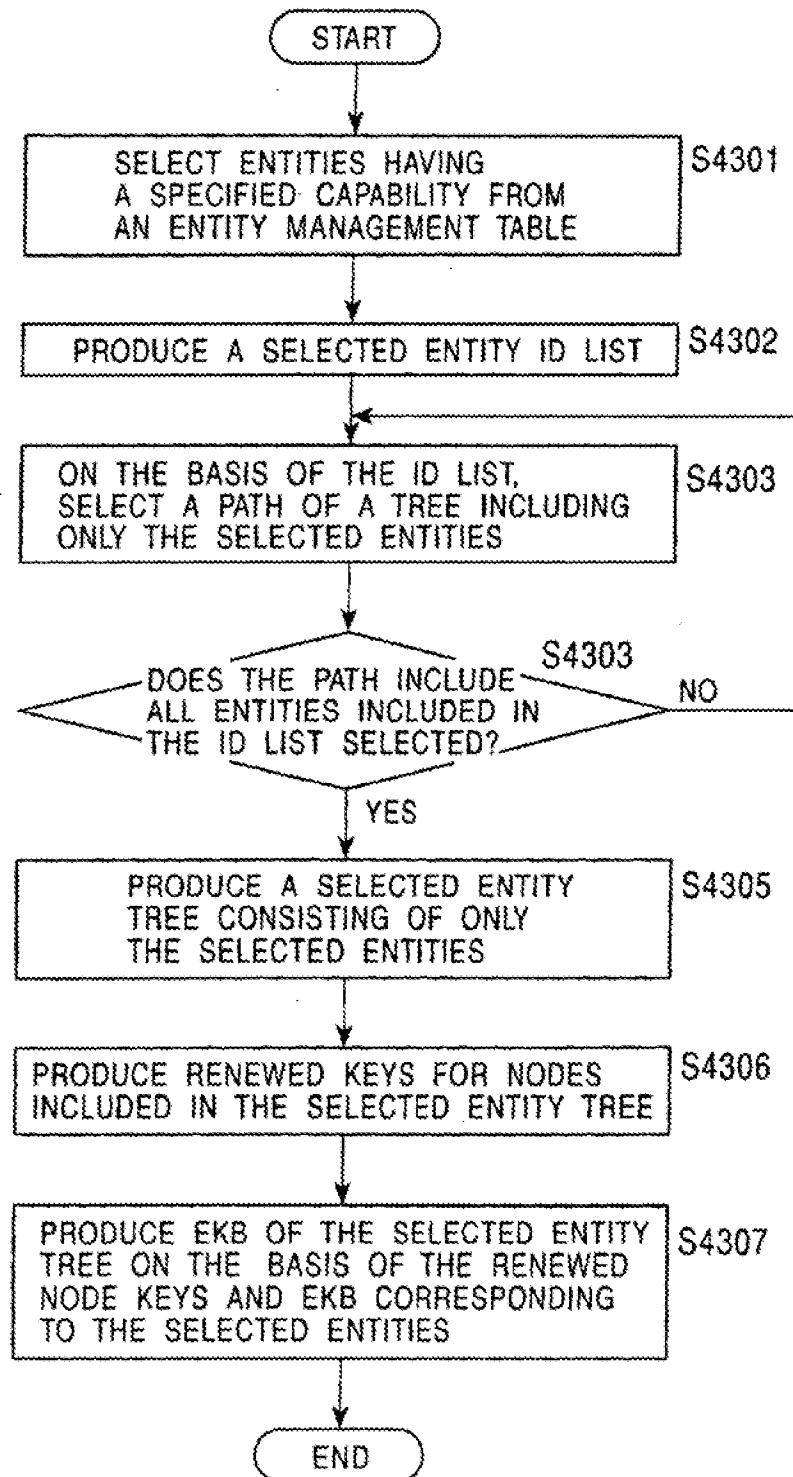 START
SELECT ENTITIES HAVING
A SPECIFIED CAPABILITY FROM
AN ENTITY MANAGEMENT TABLE
S4301
PRODUCE A SELECTED ENTITY ID LIST
S4302
ON THE BASIS OF THE ID LIST,
SELECT A PATH OF A TREE INCLUDING
ONLY THE SELECTED ENTITIES
S4303
S4303
DOES THE PATH INCLUDE
ALL ENTITIES INCLUDED IN
THE ID LIST SELECTED?
NO
YES
PRODUCE A SELECTED ENTITY
TREE CONSISTING OF ONLY
THE SELECTED ENTITIES
S4305
PRODUCE RENEWED KEYS FOR NODES
INCLUDED IN THE SELECTED ENTITY TREE
S4306
PRODUCE EKB OF THE SELECTED ENTITY
TREE ON THE BASIS OF THE RENEWED
NODE KEYS AND EKB CORRESPONDING
TO THE SELECTED ENTITIES
S4307
END